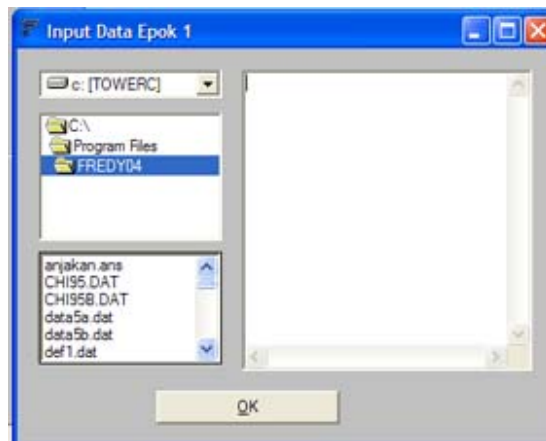 Input Data Epok 1
c: [TOWERC]
C:\
Program Files
FREDY04
anjakan.ans
CHI95.DAT
CHI95B.DAT
data5a.dat
data5b.dat
def1.dat
OK